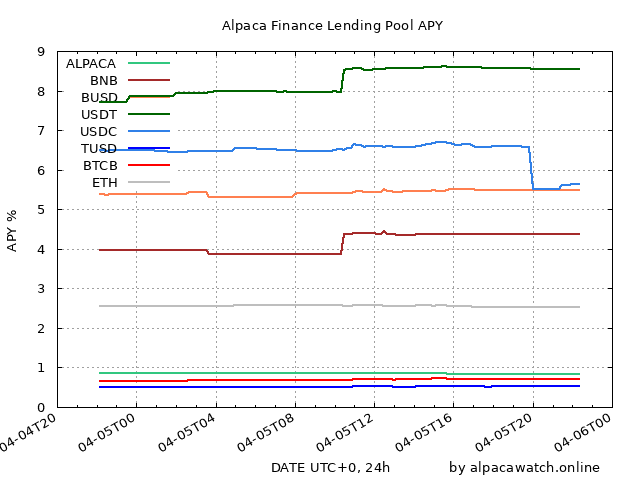 Alpaca Finance Lending Pool APY
9
8
7
6
5
4
3
2
1
0
APY %
ALPACA
BNB
BUSD
USDT
USDC
TUSD
BTCB
ETH
04-04T20
04-05T00
04-05T04
04-05T08
04-05T12
04-05T16
04-05T20
04-06T00
DATE UTC+0, 24h
by alpacawatch.online